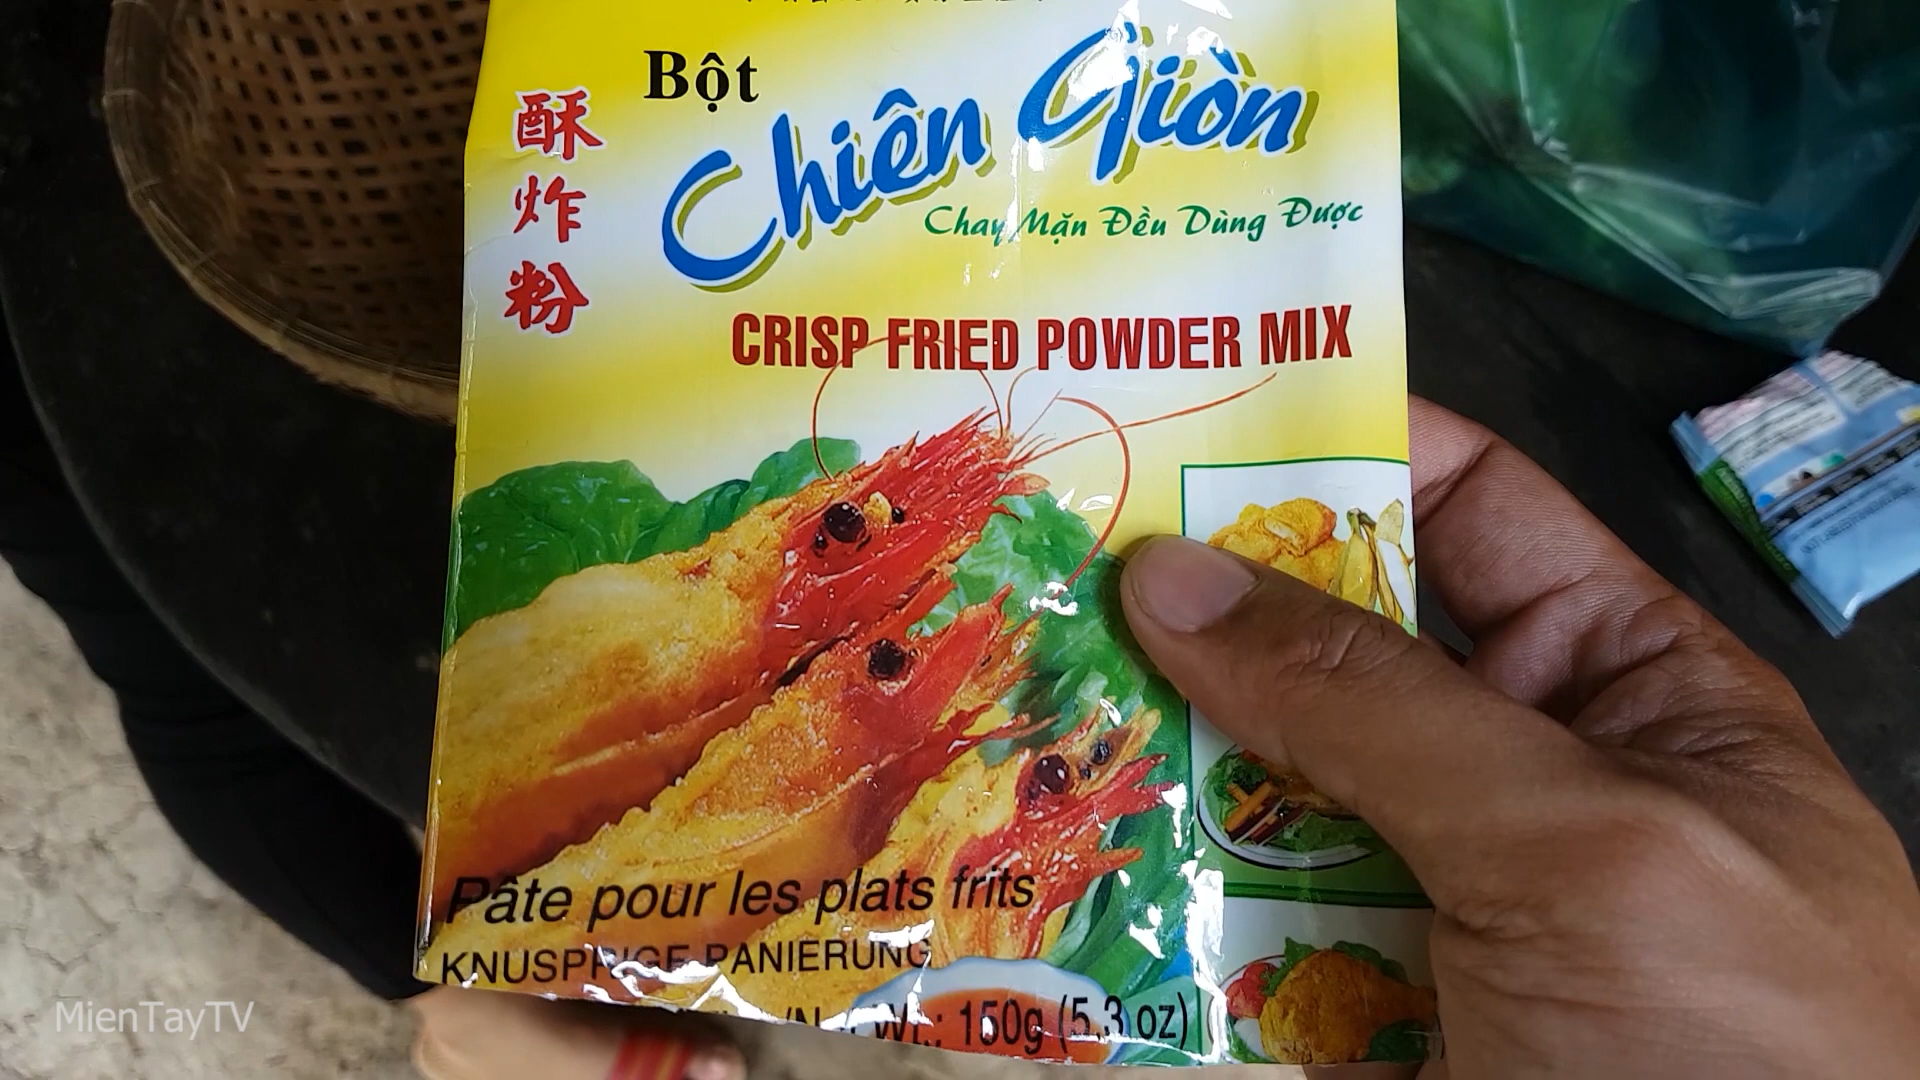 Bột
Chiên Giòn
酥炸粉
Chay Mặn Đều Dùng Được
CRISP FRIED POWDER MIX
Pâte pour les plats frits
KNUSPRIGE PANIERUNG
Wt.: 150g (5.3 oz)
MienTayTV